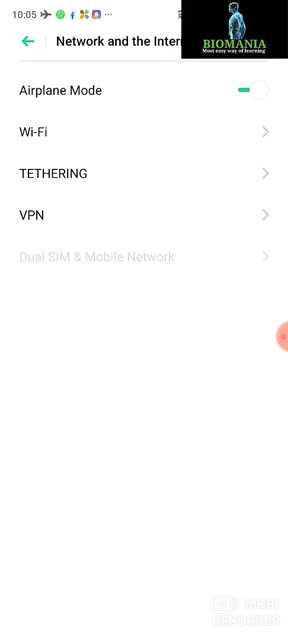 10:05
Network and the Inter
BIOMANIA
Most easy way of learning
Airplane Mode
Wi-Fi
TETHERING
VPN
Dual SIM & Mobile Network
MOBI
RECORDER